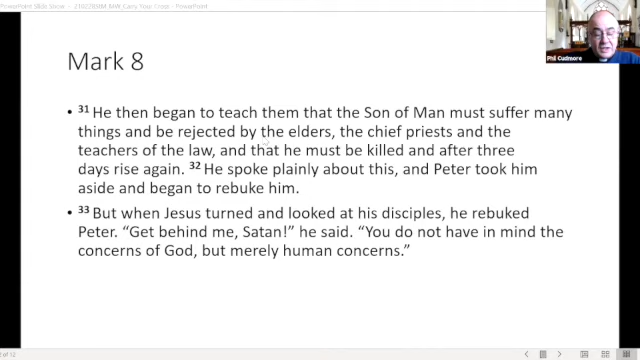 PowerPoint Slide Show - 210228 BM_MW_Carry Your Cross - PowerPoint
Phil Cudmore
Mark 8
• 31 He then began to teach them that the Son of Man must suffer many
things and be rejected by the elders, the chief priests and the
teachers of the law, and that he must be killed and after three
days rise again. 32 He spoke plainly about this, and Peter took him
aside and began to rebuke him.
• 33 But when Jesus turned and looked at his disciples, he rebuked
Peter. “Get behind me, Satan!” he said. “You do not have in mind the
concerns of God, but merely human concerns.”
of 12